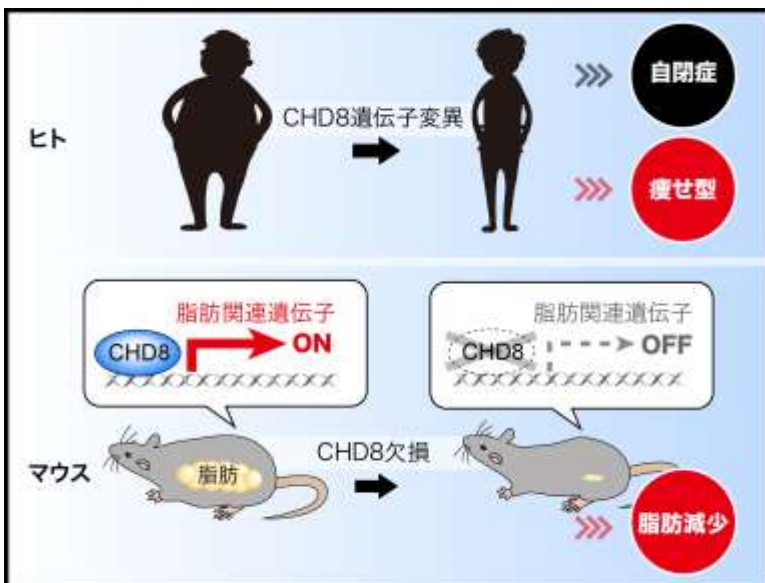 ヒト
CHD8遺伝子変異
自閉症
痩せ型
脂肪関連遺伝子
CHD8
ON
脂肪関連遺伝子
CHD8
OFF
マウス
脂肪
CHD8欠損
脂肪減少